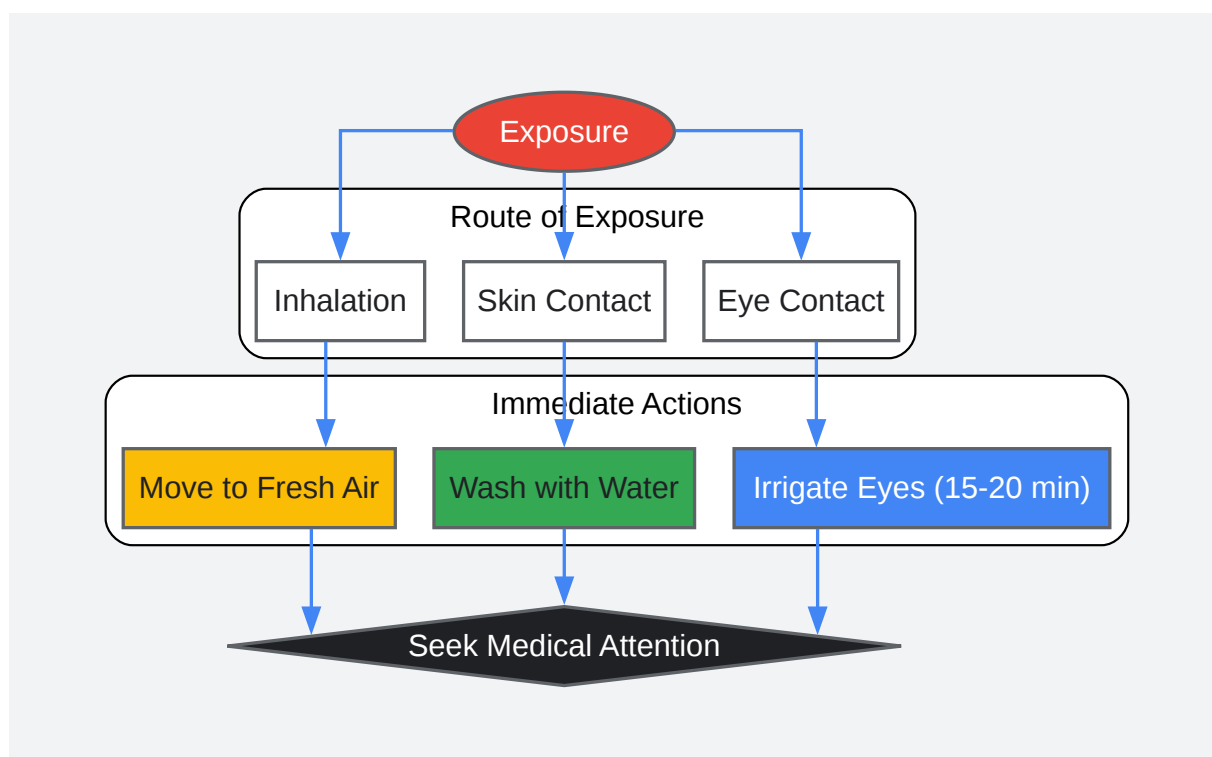 Exposure
Route of Exposure
Inhalation
Skin Contact
Eye Contact
Immediate Actions
Move to Fresh Air
Wash with Water
Irrigate Eyes (15-20 min)
Seek Medical Attention